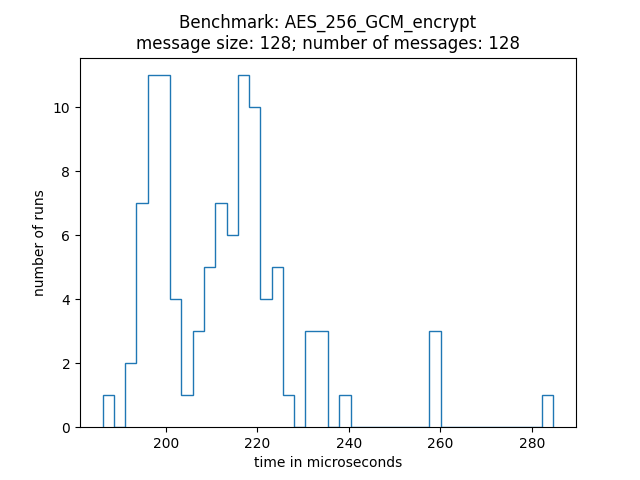 Benchmark: AES_256_GCM_encrypt
message size: 128; number of messages: 128
number of runs
10
8
6
4
2
0
200 220 240 260 280
time in microseconds